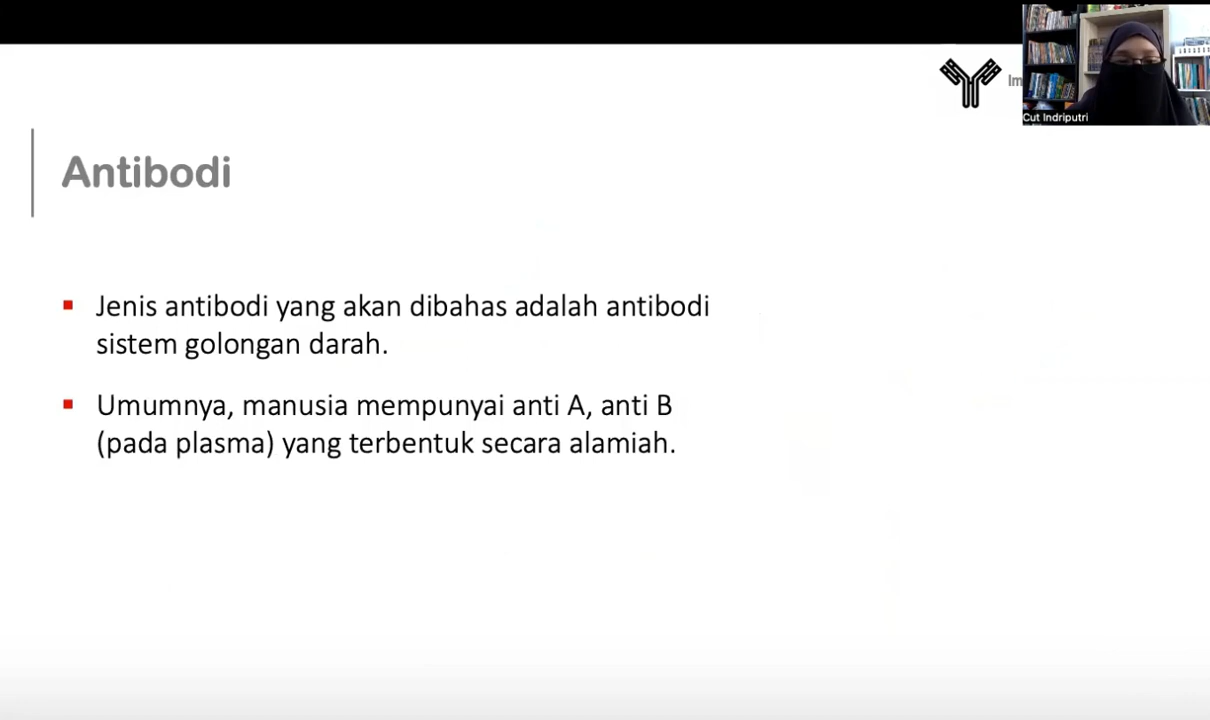 Im
Cut Indriputri
Antibodi
Jenis antibodi yang akan dibahas adalah antibodi
sistem golongan darah.
Umumnya, manusia mempunyai anti A, anti B
(pada plasma) yang terbentuk secara alamiah.